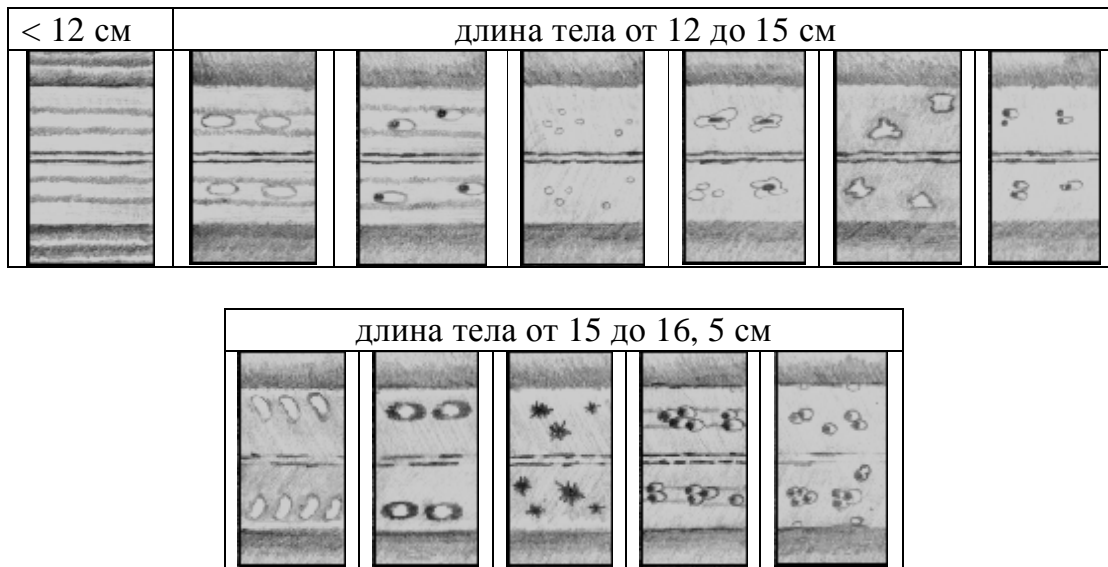 < 12 см
длина тела от 12 до 15 см
длина тела от 15 до 16, 5 см